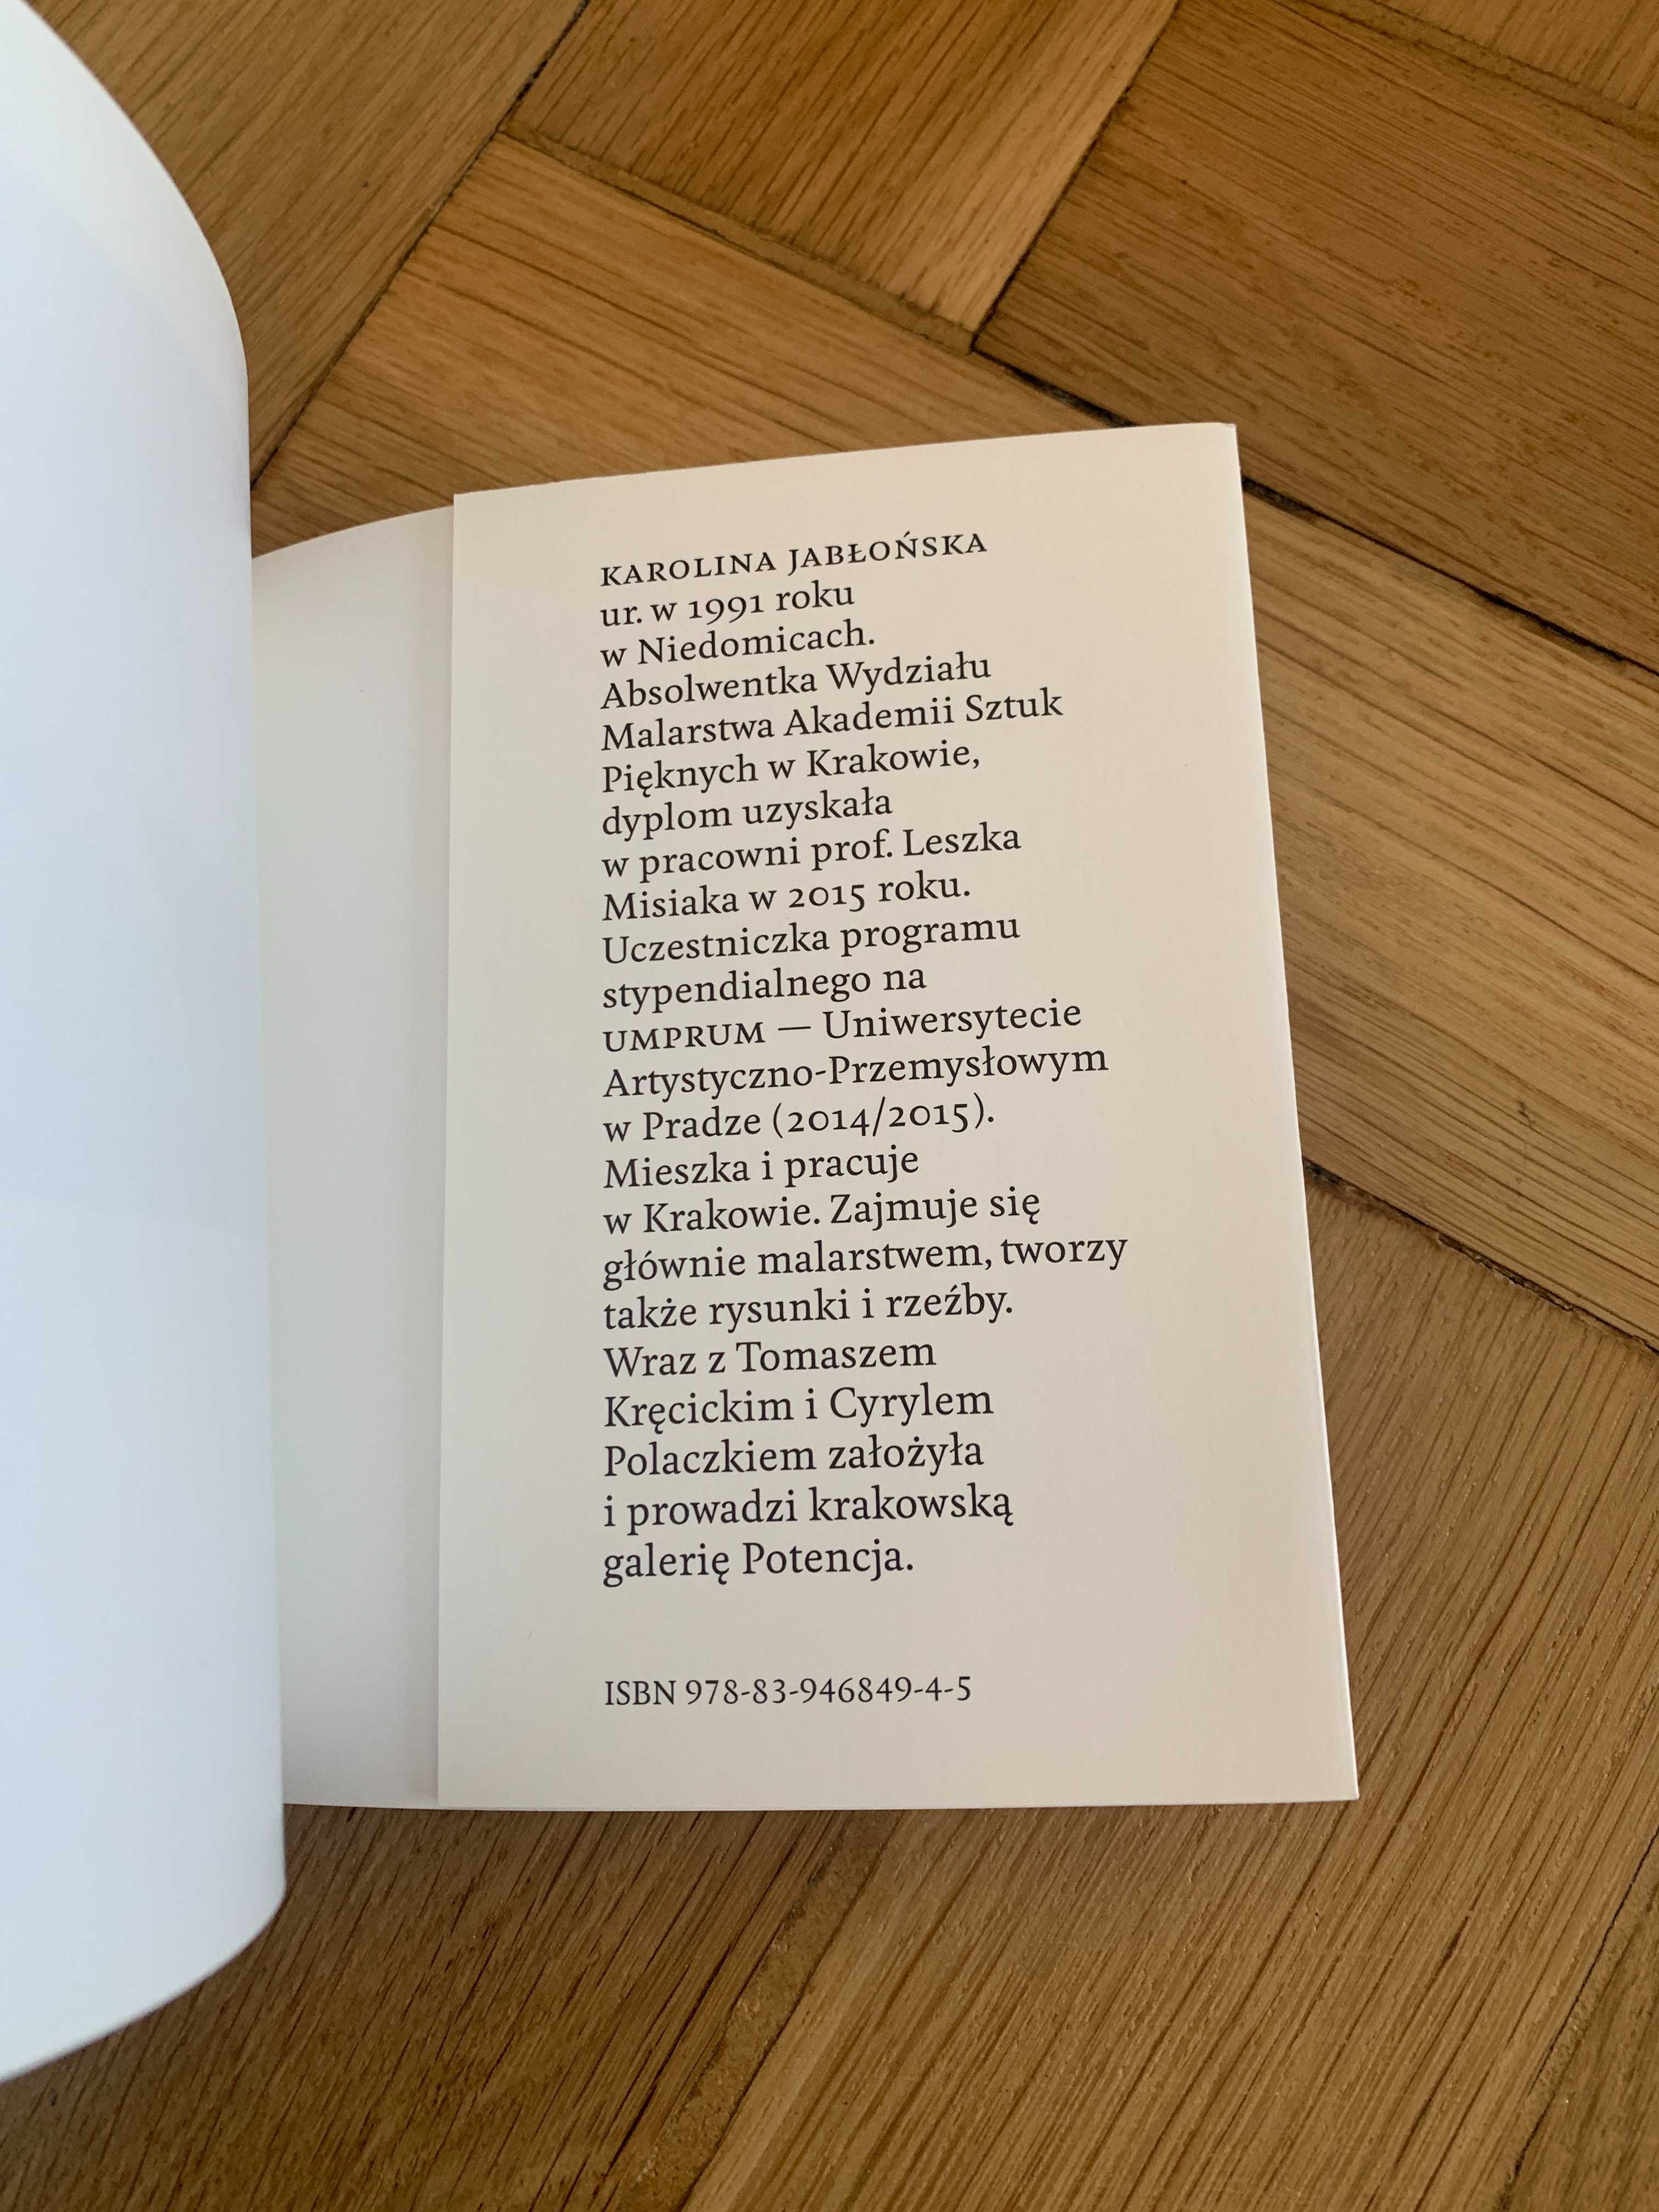 KAROLINA JABŁOŃSKA
ur. w 1991 roku
w Niedomicach.
Absolwentka Wydziału
Malarstwa Akademii Sztuk
Pięknych w Krakowie,
dyplom uzyskała
w pracowni prof. Leszka
Misiaka w 2015 roku.
Uczestniczka programu
stypendialnego na
UMPRUM — Uniwersytecie
Artystyczno-Przemysłowym
w Pradze (2014/2015).
Mieszka i pracuje
w Krakowie. Zajmuje się
głównie malarstwem, tworzy
także rysunki i rzeźby.
Wraz z Tomaszem
Kręcickim i Cyrylem
Polaczkiem założyła
i prowadzi krakowską
galerię Potencja.
ISBN 978-83-946849-4-5